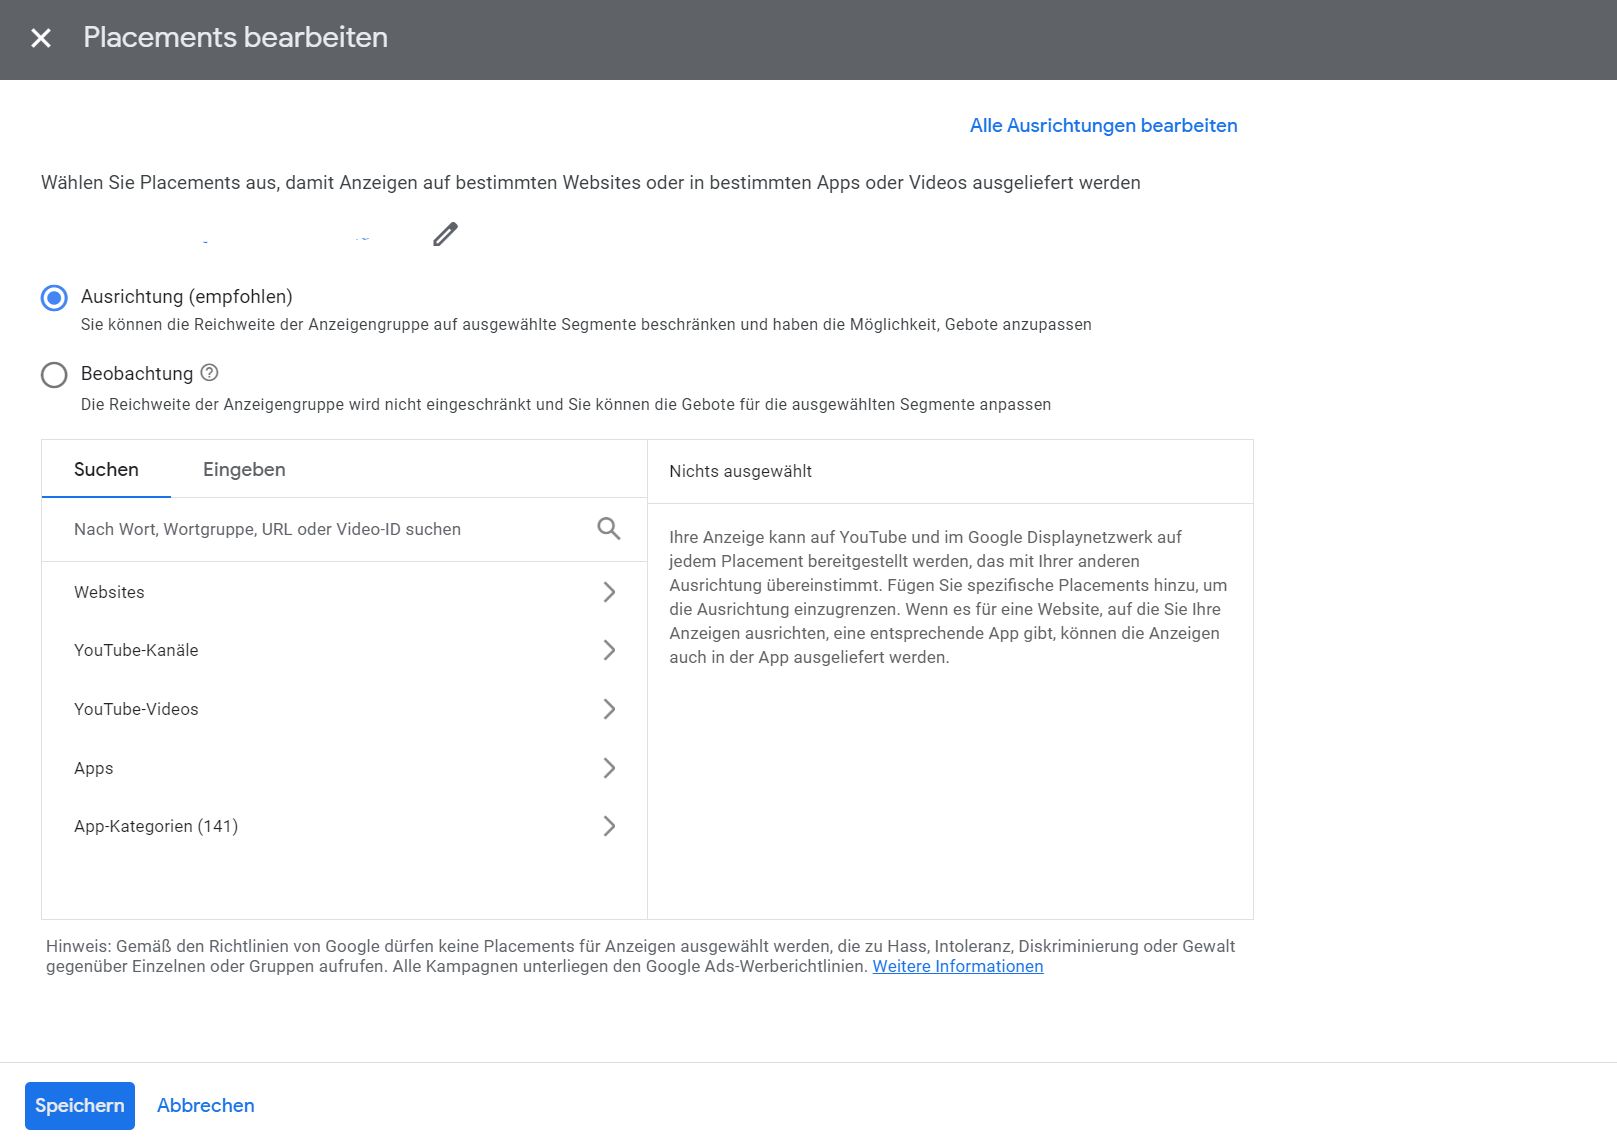 Placements bearbeiten
Alle Ausrichtungen bearbeiten
Wählen Sie Placements aus, damit Anzeigen auf bestimmten Websites oder in bestimmten Apps oder Videos ausgeliefert werden
Ausrichtung (empfohlen)
Sie können die Reichweite der Anzeigengruppe auf ausgewählte Segmente beschränken und haben die Möglichkeit, Gebote anzupassen
Beobachtung
Die Reichweite der Anzeigengruppe wird nicht eingeschränkt und Sie können die Gebote für die ausgewählten Segmente anpassen
Suchen Eingeben
Nach Wort, Wortgruppe, URL oder Video-ID suchen
Websites
YouTube-Kanäle
YouTube-Videos
Apps
App-Kategorien (141)
Nichts ausgewählt
Ihre Anzeige kann auf YouTube und im Google Displaynetzwerk auf
jedem Placement bereitgestellt werden, das mit Ihrer anderen
Ausrichtung übereinstimmt. Fügen Sie spezifische Placements hinzu, um
die Ausrichtung einzugrenzen. Wenn es für eine Website, auf die Sie Ihre
Anzeigen ausrichten, eine entsprechende App gibt, können die Anzeigen
auch in der App ausgeliefert werden.
Hinweis: Gemäß den Richtlinien von Google dürfen keine Placements für Anzeigen ausgewählt werden, die zu Hass, Intoleranz, Diskriminierung oder Gewalt
gegenüber Einzelnen oder Gruppen aufrufen. Alle Kampagnen unterliegen den Google Ads-Werberichtlinien. Weitere Informationen
Speichern Abbrechen